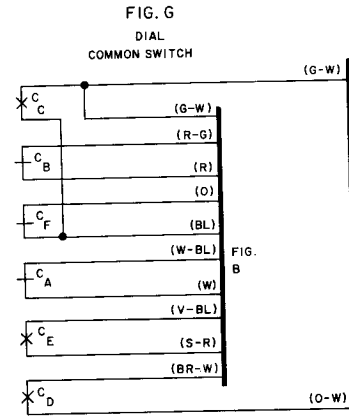 FIG. G
DIAL
COMMON SWITCH
(G-W)
C C
(G-W)
(R-G)
C B
(R)
(O)
C F
(BL)
(W-BL)
FIG.
B
C A
(W)
(V-BL)
C E
(S-R)
(BR-W)
C D
(O-W)